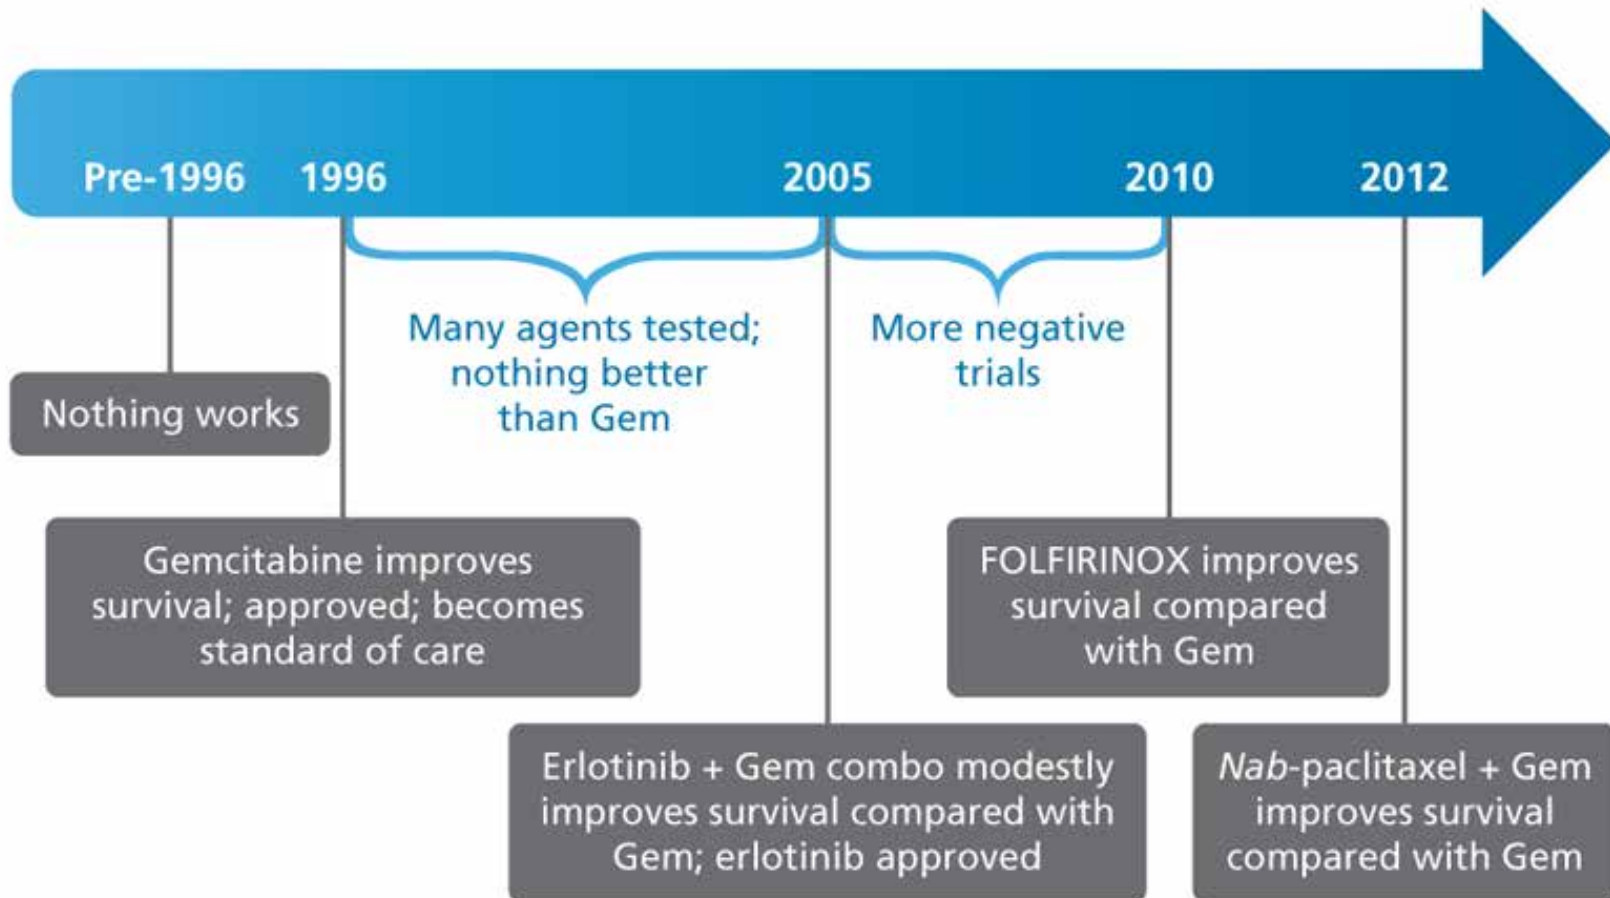 Pre-1996
1996
2005
2010
2012
Many agents tested;
nothing better
than Gem
More negative
trials
Nothing works
Gemcitabine improves
survival; approved; becomes
standard of care
FOLFIRINOX improves
survival compared
with Gem
Erlotinib + Gem combo modestly
improves survival compared with
Gem; erlotinib approved
Nab-paclitaxel + Gem
improves survival
compared with Gem